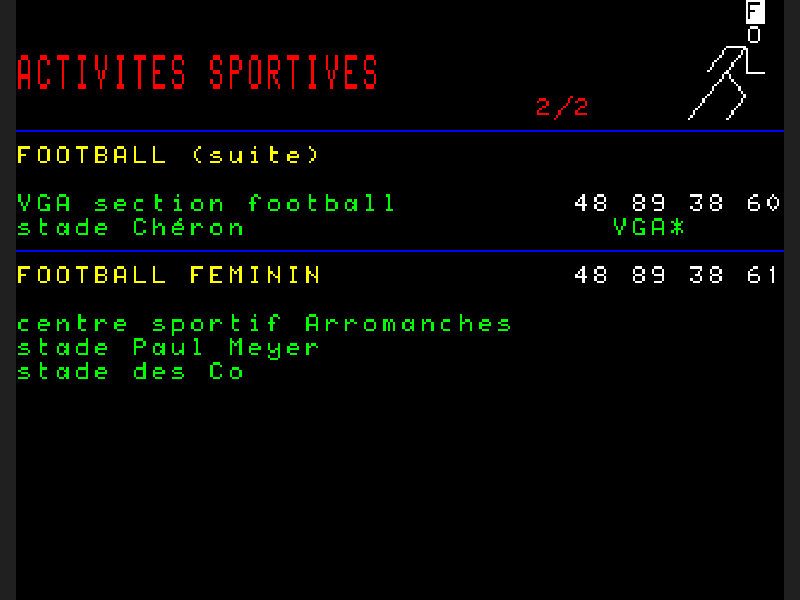 F
ACTIVITES SPORTIVES
2/2
FOOTBALL (suite)
VGA section football 48 89 38 60
stade Chéron VGA*
FOOTBALL FEMININ 48 89 38 61
centre sportif Arromanches
stade Paul Meyer
stade des Co